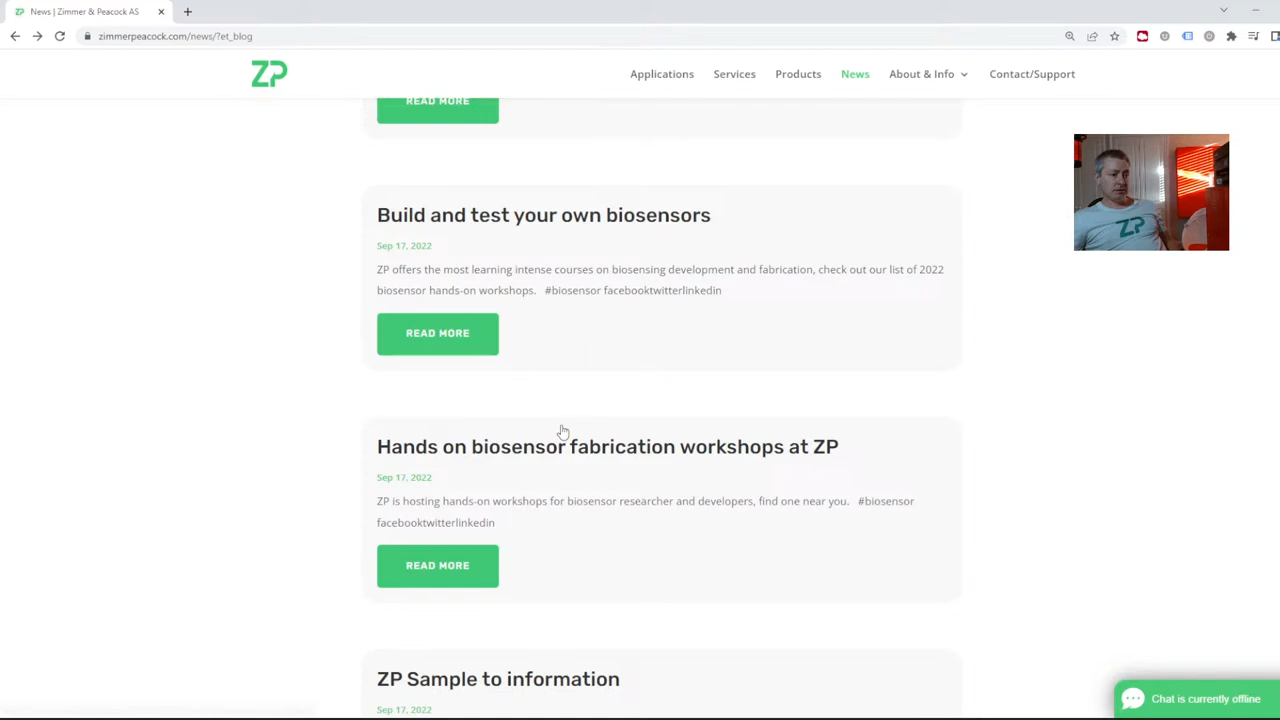 News | Zimmer & Peacock AS
zimmerpeacock.com/news/?et_blog
ZP
Applications
Services
Products
News
About & Info
Contact/Support
READ MORE
Build and test your own biosensors
Sep 17, 2022
ZP offers the most learning intense courses on biosensing development and fabrication, check out our list of 2022
biosensor hands-on workshops. #biosensor facebooktwitterlinkedin
READ MORE
Hands on biosensor fabrication workshops at ZP
Sep 17, 2022
ZP is hosting hands-on workshops for biosensor researcher and developers, find one near you. #biosensor
facebooktwitterlinkedin
READ MORE
ZP Sample to information
Sep 17, 2022
ZP
Chat is currently offline